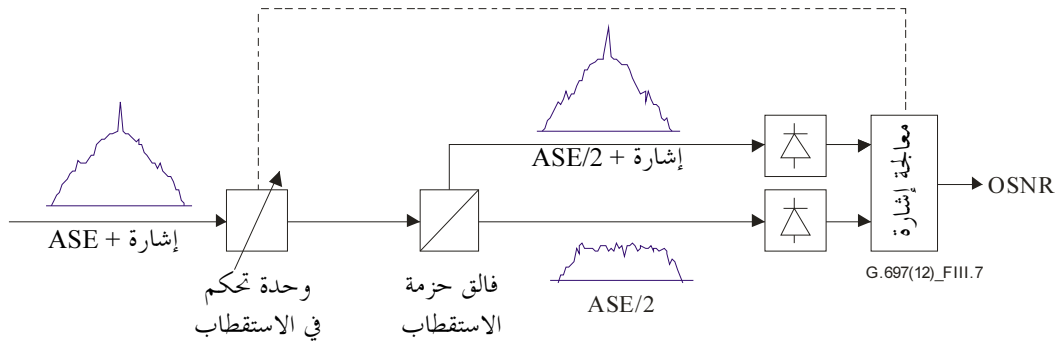 إشارة + ASE
وحدة تحكم
في الاستقطاب
فالق حزمة
الاستقطاب
إشارة + ASE/2
ASE/2
معالجة إشارة
OSNR
G.697(12)_FIII.7